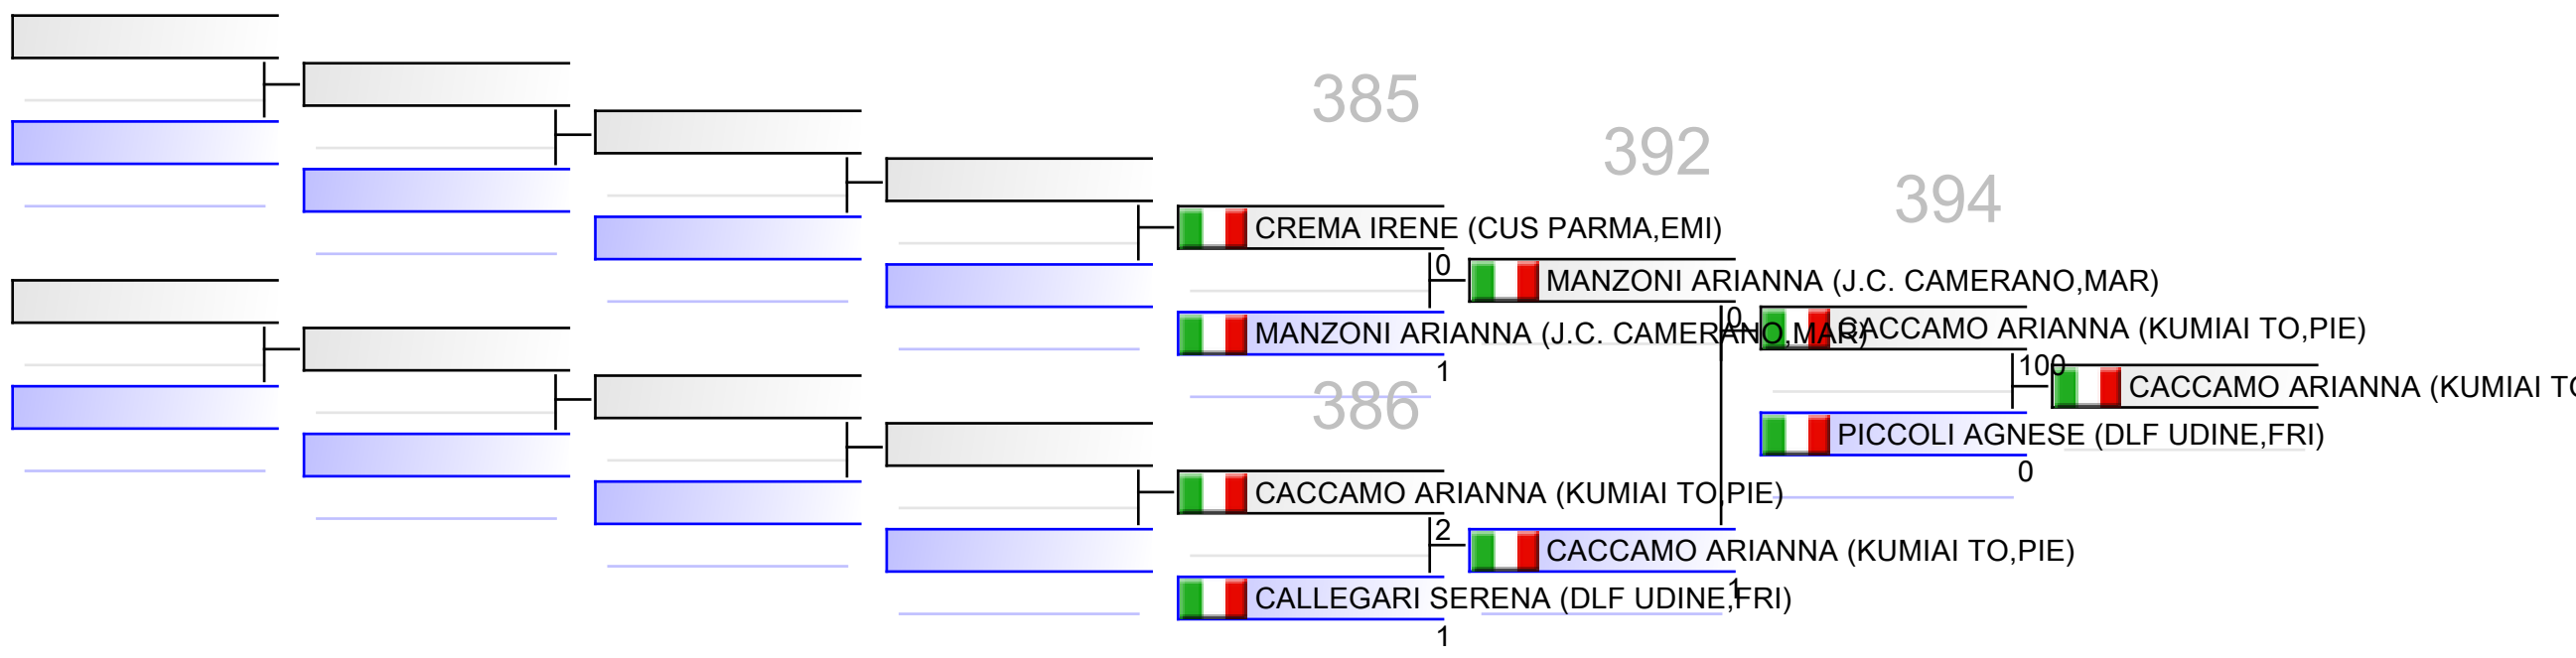 385
392
394
CREMA IRENE (CUS PARMA,EMI)
0
MANZONI ARIANNA (J.C. CAMERANO,MAR)
MANZONI ARIANNA (J.C. CAMERANO,MAR)
1
0
CACCAMO ARIANNA (KUMIAI TO,PIE)
100
CACCAMO ARIANNA (KUMIAI TO
386
PICCOLI AGNESE (DLF UDINE,FRI)
0
CACCAMO ARIANNA (KUMIAI TO,PIE)
2
CACCAMO ARIANNA (KUMIAI TO,PIE)
1
CALLEGARI SERENA (DLF UDINE,FRI)
1